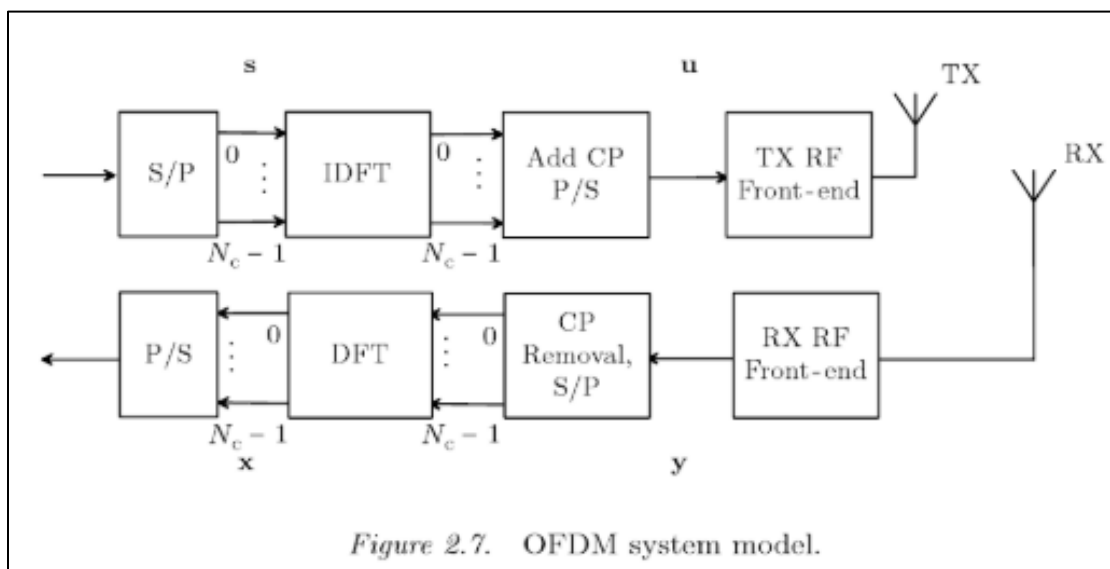 s
u
TX
S/P
0
⋮
N_c − 1
IDFT
0
⋮
N_c − 1
Add CP
P/S
TX RF
Front-end
RX
P/S
0
⋮
N_c − 1
DFT
0
⋮
N_c − 1
CP
Removal,
S/P
RX RF
Front-end
x
y
Figure 2.7. OFDM system model.